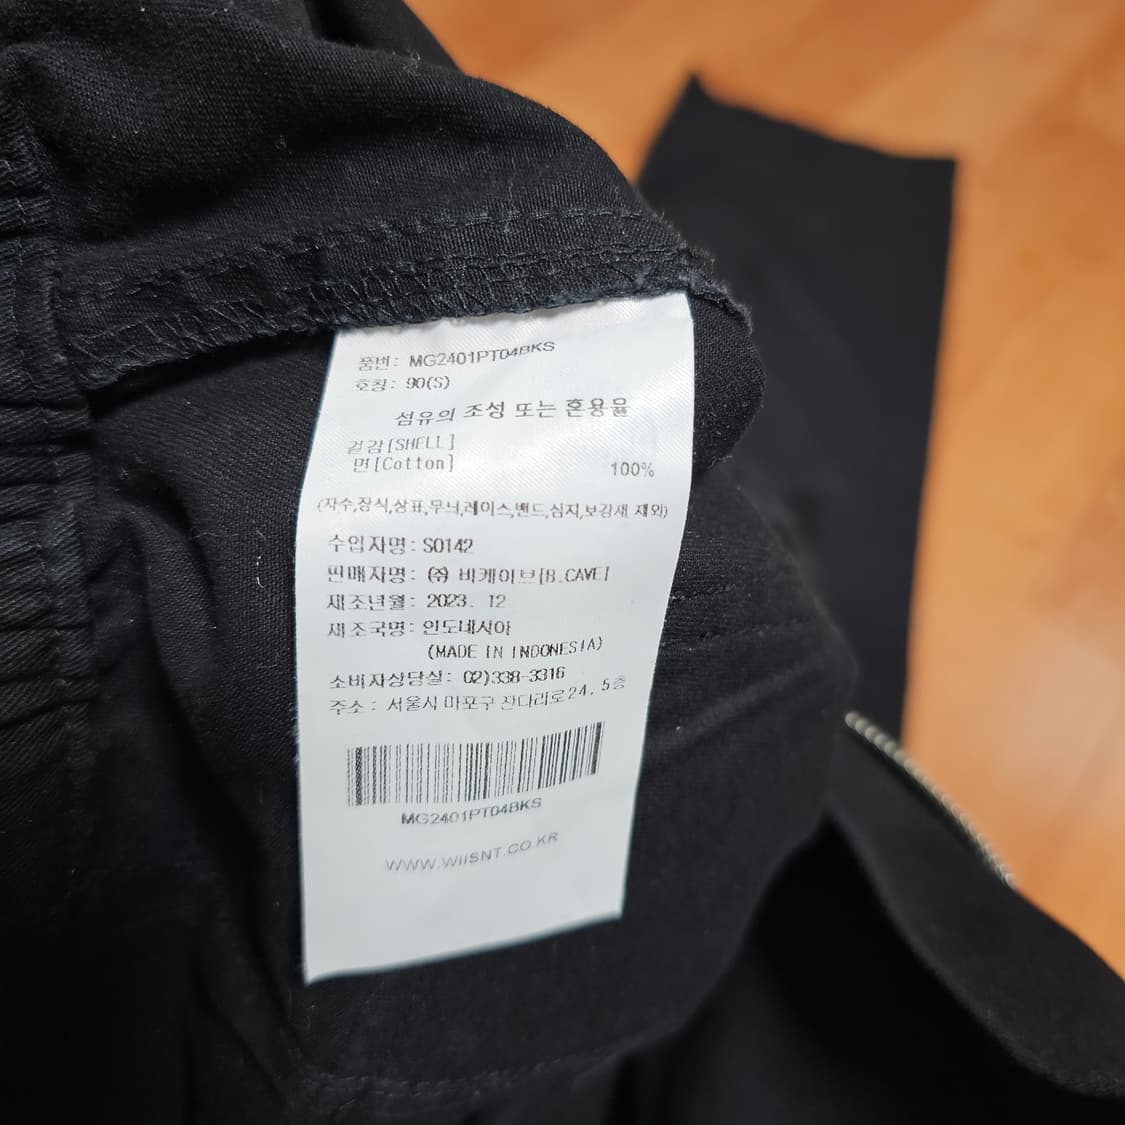 품번: MG2401PT04BKS
호칭: 90(S)
섬유의 조성 또는 혼용률
겉감[SHELL]
면[Cotton] 100%
(자수,장식,상표,무늬,레이스,밴드,심지,보강재 제외)
수입자명: S0142
판매자명: ㈜ 비케이브[B.CAVE]
제조년월: 2023. 12
제조국명: 인도네시아
(MADE IN INDONESIA)
소비자상담실: 02)338-3316
주소 : 서울시 마포구 잔다리로24, 5층
MG2401PT04BKS
WWW.WIISNT.CO.KR